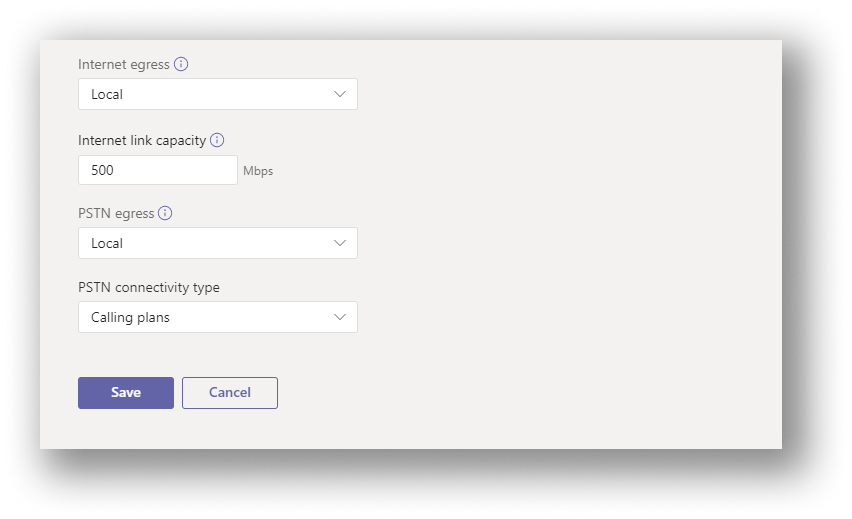 Internet egress
Local
Internet link capacity
500 Mbps
PSTN egress
Local
PSTN connectivity type
Calling plans
Save Cancel